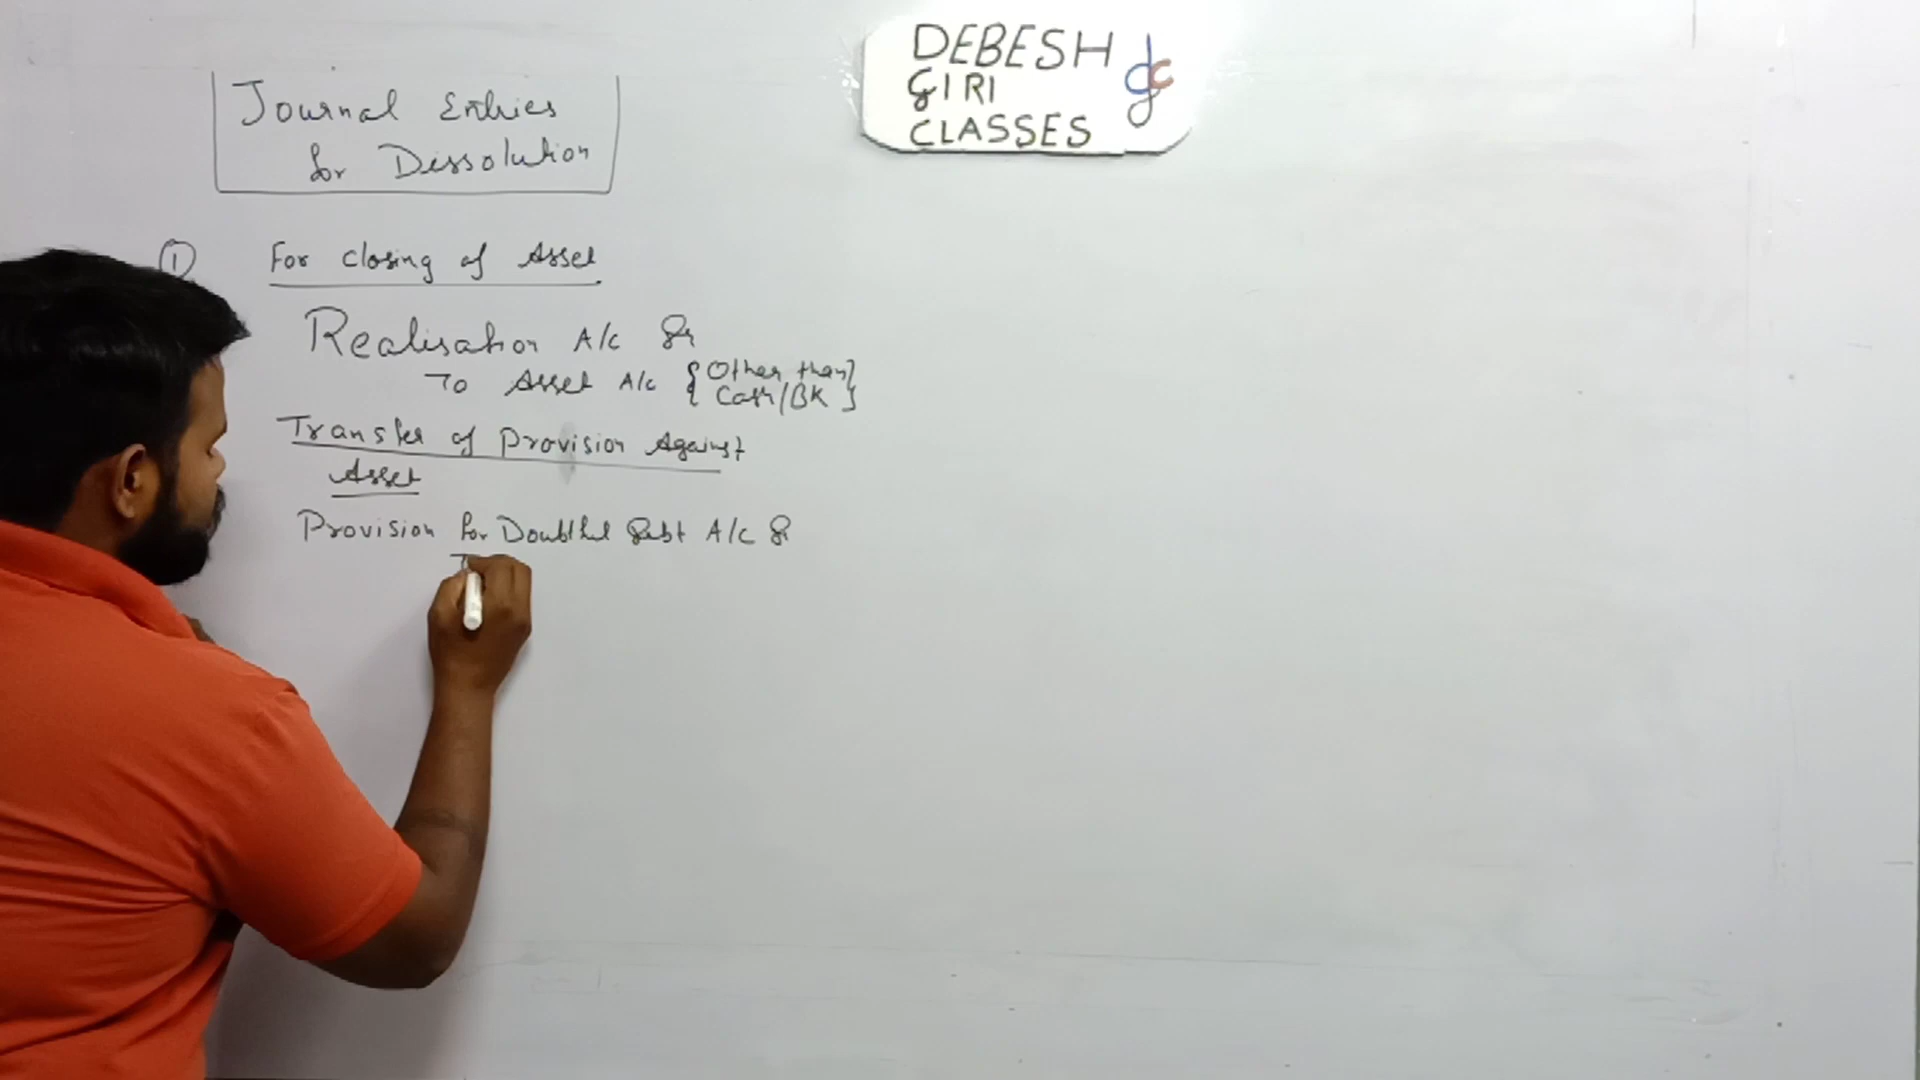 DEBESH
GIRI
CLASSES
dc
Journal Entries
for Dissolution
① For closing of Asset
Realisation A/c Dr
To Asset A/c {Other than
Cash/BK}
Transfer of Provision Against
Asset
Provision for Doubtful Debt A/c Dr
T